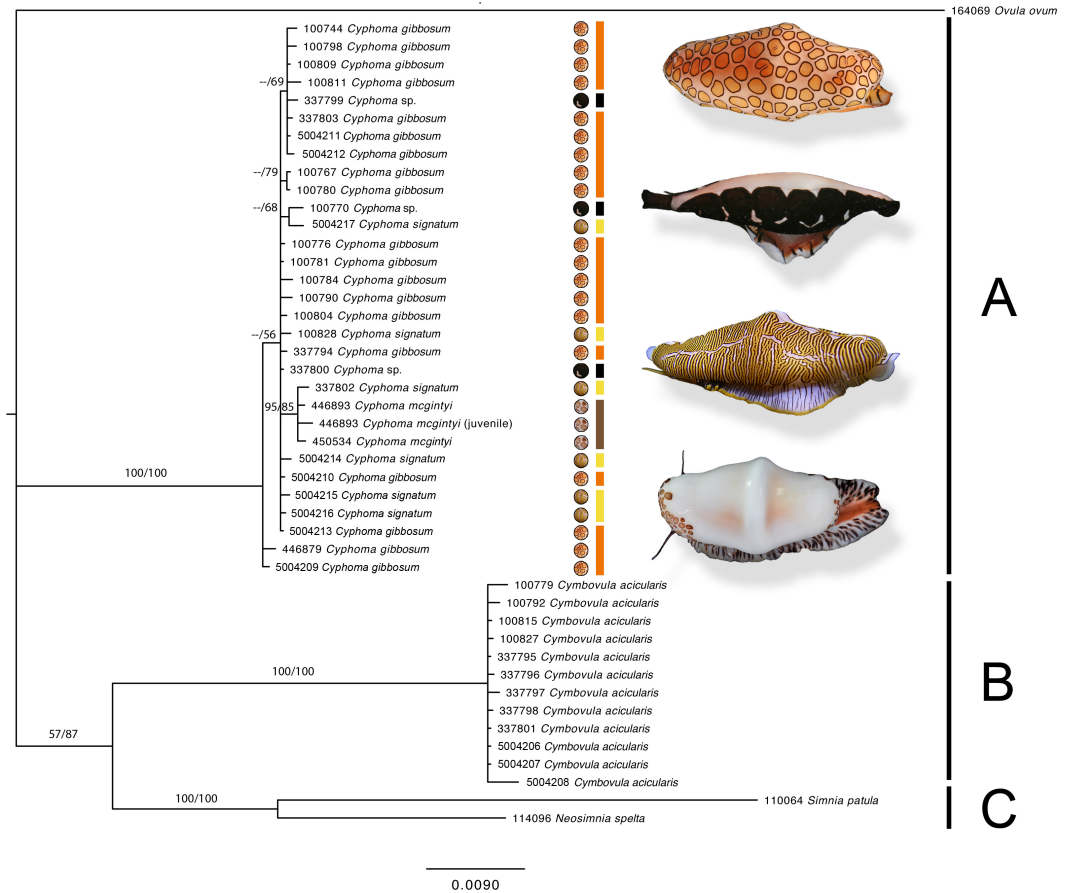 164069 Ovula ovum
100744 Cyphoma gibbosum
100798 Cyphoma gibbosum
100809 Cyphoma gibbosum
--/69
100811 Cyphoma gibbosum
337799 Cyphoma sp.
337803 Cyphoma gibbosum
5004211 Cyphoma gibbosum
5004212 Cyphoma gibbosum
--/79
100767 Cyphoma gibbosum
100780 Cyphoma gibbosum
--/68
100770 Cyphoma sp.
5004217 Cyphoma signatum
100776 Cyphoma gibbosum
100781 Cyphoma gibbosum
100784 Cyphoma gibbosum
100790 Cyphoma gibbosum
A
100804 Cyphoma gibbosum
--/56
100828 Cyphoma signatum
337794 Cyphoma gibbosum
337800 Cyphoma sp.
337802 Cyphoma signatum
95/85
446893 Cyphoma mcgintyi
446893 Cyphoma mcgintyi (juvenile)
450534 Cyphoma mcgintyi
5004214 Cyphoma signatum
100/100
5004210 Cyphoma gibbosum
5004215 Cyphoma signatum
5004216 Cyphoma signatum
5004213 Cyphoma gibbosum
446879 Cyphoma gibbosum
5004209 Cyphoma gibbosum
100779 Cymbovula acicularis
100792 Cymbovula acicularis
100815 Cymbovula acicularis
100827 Cymbovula acicularis
337795 Cymbovula acicularis
100/100
337796 Cymbovula acicularis
B
337797 Cymbovula acicularis
337798 Cymbovula acicularis
337801 Cymbovula acicularis
57/87
5004206 Cymbovula acicularis
5004207 Cymbovula acicularis
5004208 Cymbovula acicularis
100/100
110064 Simnia patula
C
114096 Neosimnia spelta
0.0090